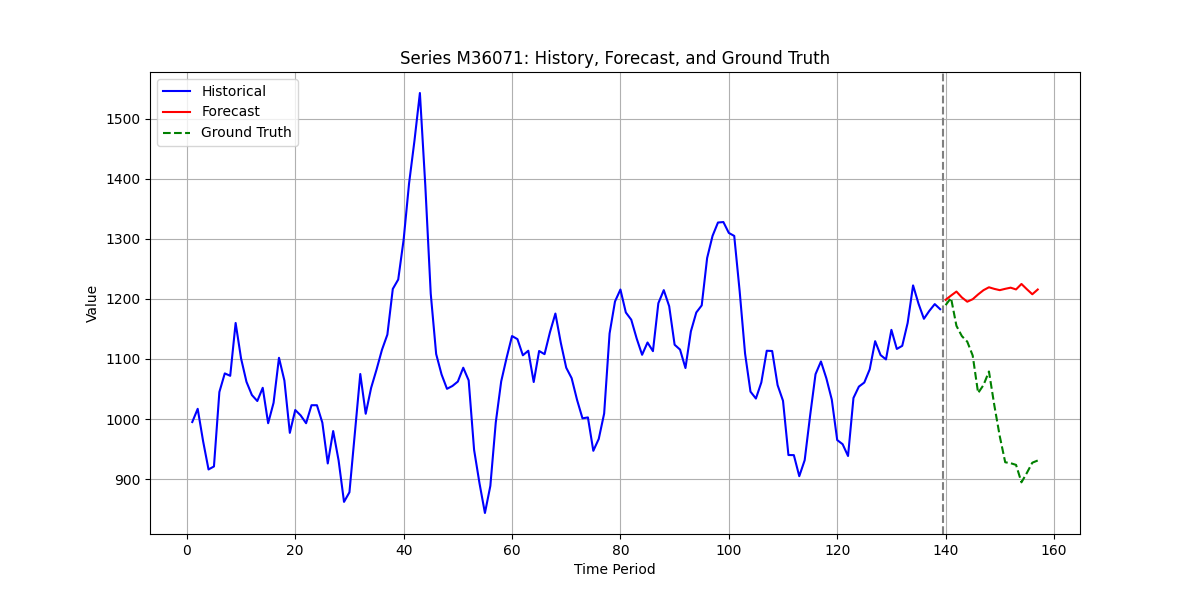 Series M36071: History, Forecast, and Ground Truth
Historical
Forecast
Ground Truth
1500
1400
1300
1200
1100
1000
900
Value
0 20 40 60 80 100 120 140 160
Time Period